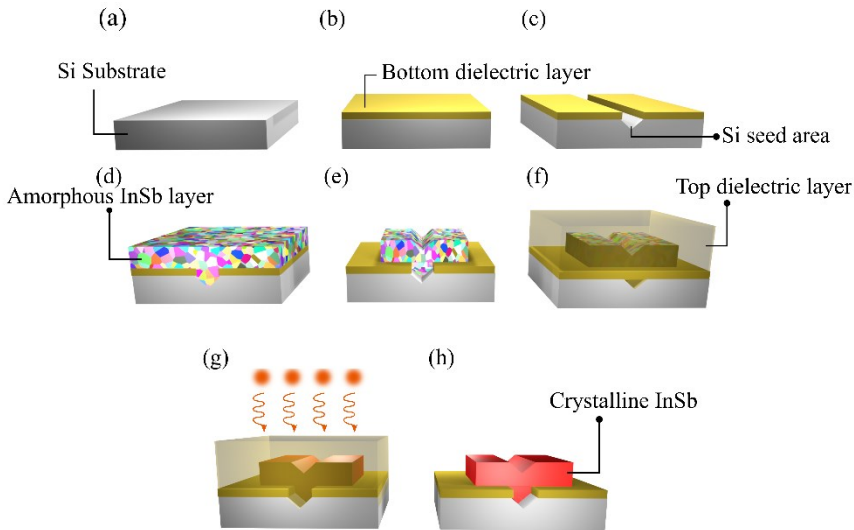 (a)
(b)
(c)
Si Substrate
Bottom dielectric layer
Si seed area
(d)
(e)
(f)
Amorphous InSb layer
Top dielectric layer
(g)
(h)
Crystalline InSb